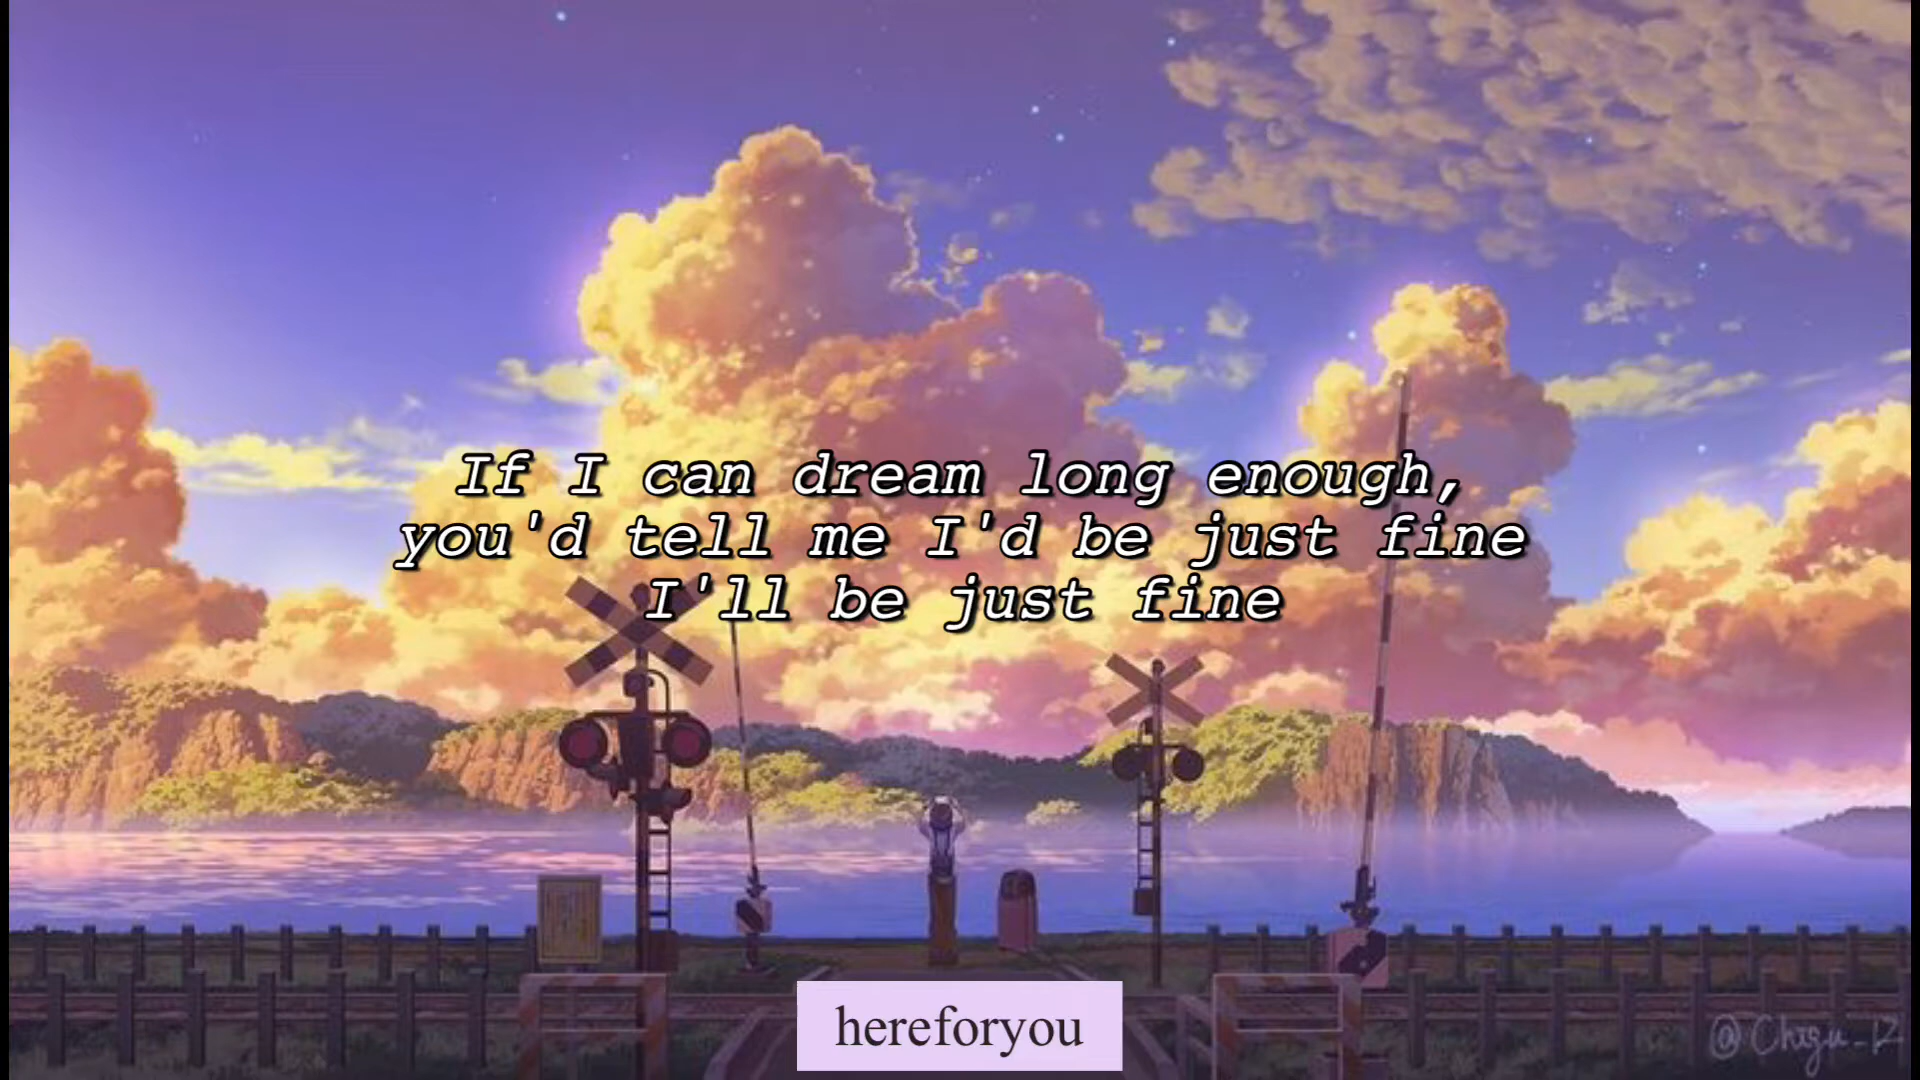 If I can dream long enough,
you'd tell me I'd be just fine
I'll be just fine
hereforyou